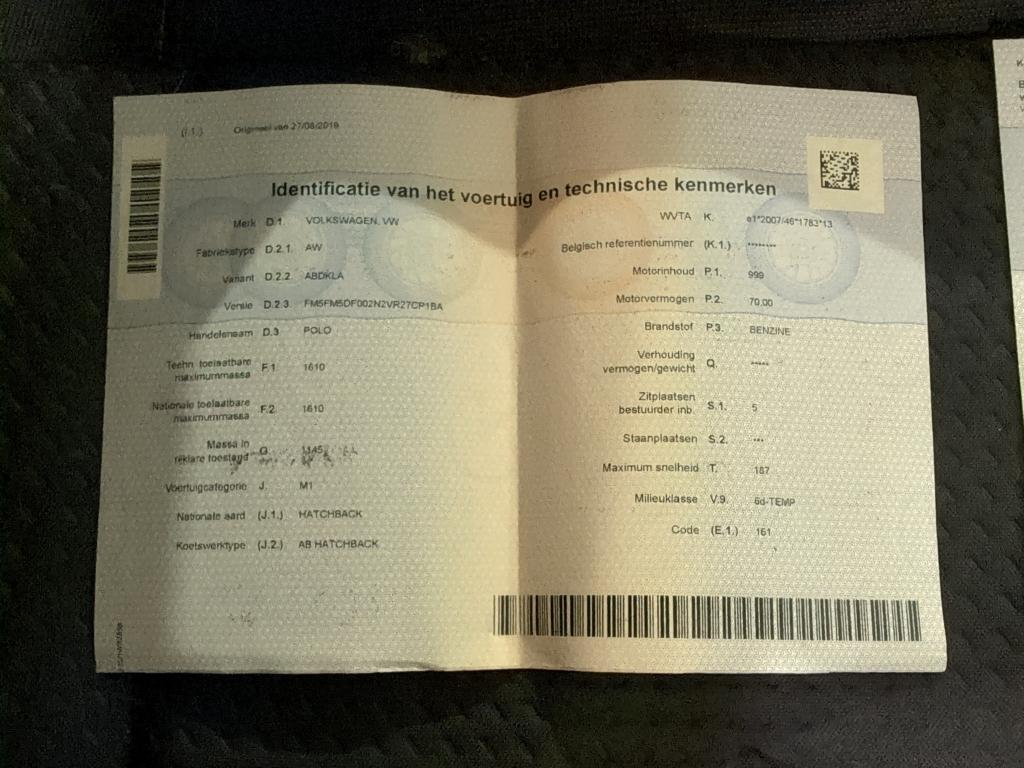 (I.1.) Origineel van 27/08/2019
Identificatie van het voertuig en technische kenmerken
Merk D.1. VOLKSWAGEN, VW
Fabriekstype D.2.1. AW
Variant D.2.2. ABDKLA
Versie D.2.3. FM5FM5DF002N2VR27CP1BA
Handelsnaam D.3 POLO
Techn. toelaatbare
maximummassa F.1. 1610
Nationale toelaatbare
maximummassa F.2. 1610
Massa in
rijklare toestand G. 1145
Voertuigcategorie J. M1
Nationale aard (J.1.) HATCHBACK
Koetswerktype (J.2.) AB HATCHBACK
WVTA K. e1*2007/46*1783*13
Belgisch referentienummer (K.1.) ********
Motorinhoud P.1. 999
Motorvermogen P.2. 70.00
Brandstof P.3. BENZINE
Verhouding
vermogen/gewicht Q. *****
Zitplaatsen
bestuurder inb. S.1. 5
Staanplaatsen S.2. ***
Maximum snelheid T. 187
Milieuklasse V.9. 6d-TEMP
Code (E.1.) 161